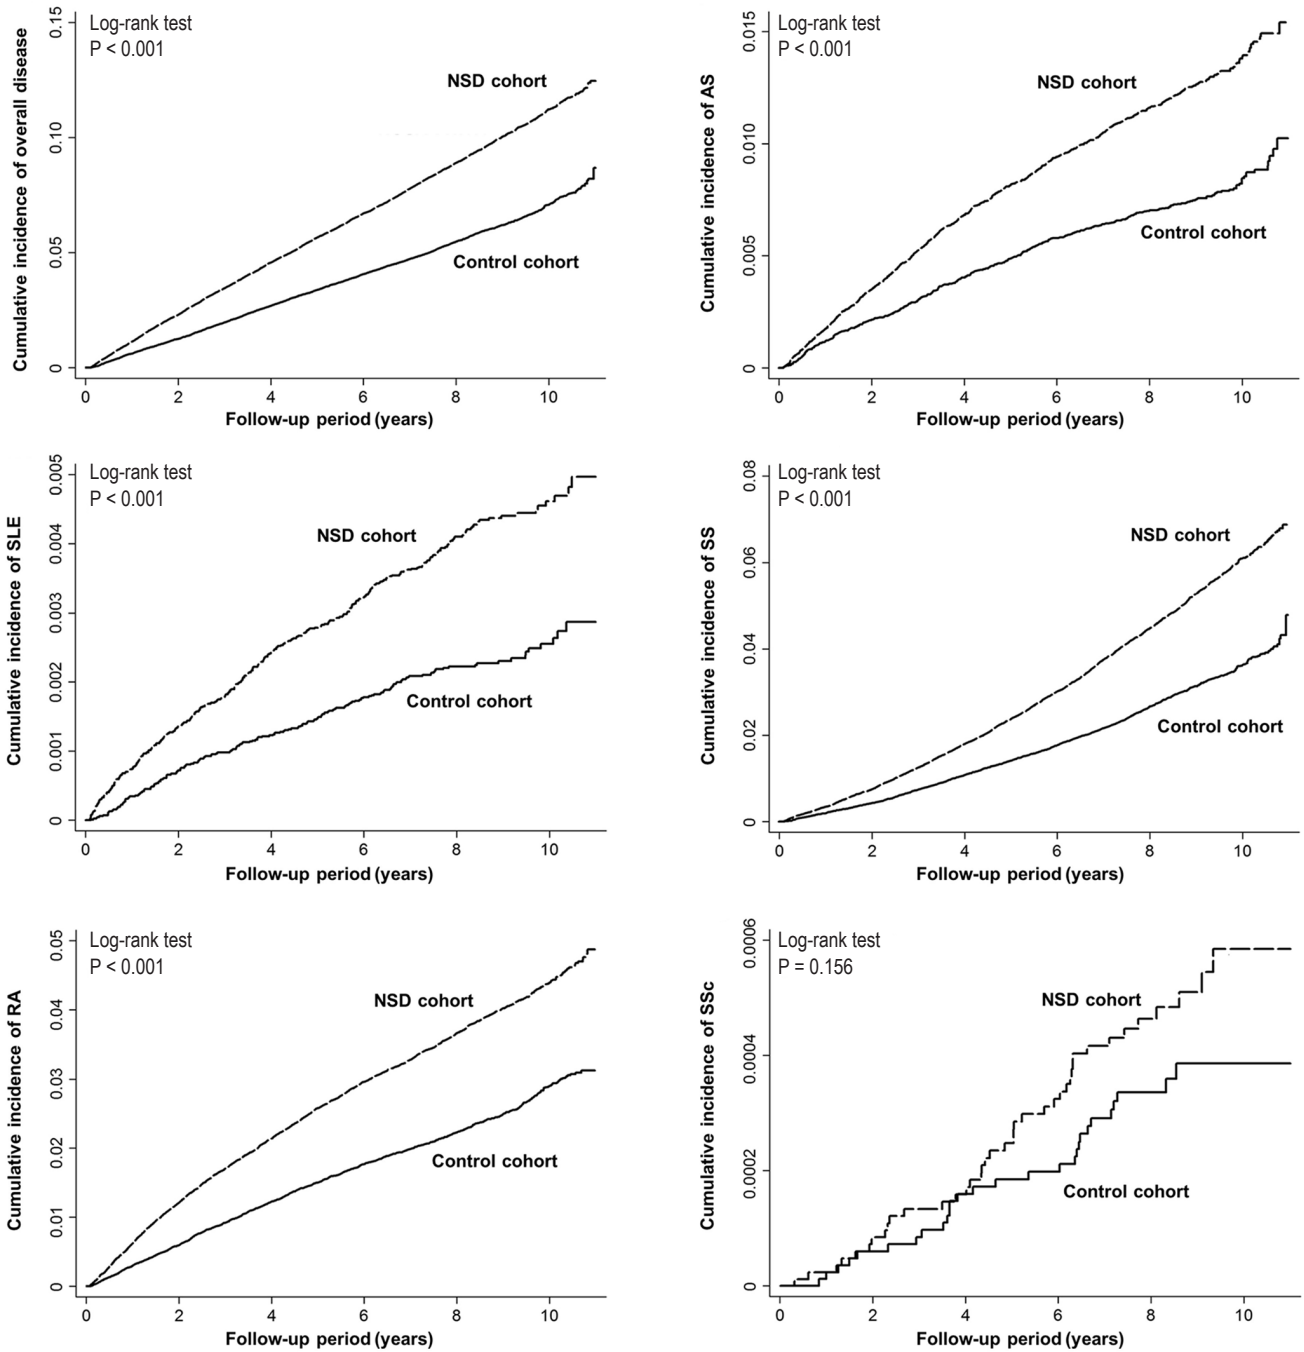 Log-rank test
P < 0.001
Cumulative incidence of overall disease
0.15
0.10
0.05
0
NSD cohort
Control cohort
0 2 4 6 8 10
Follow-up period (years)
Log-rank test
P < 0.001
Cumulative incidence of AS
0.015
0.010
0.005
0
NSD cohort
Control cohort
0 2 4 6 8 10
Follow-up period (years)
Log-rank test
P < 0.001
Cumulative incidence of SLE
0.005
0.004
0.003
0.002
0.001
0
NSD cohort
Control cohort
0 2 4 6 8 10
Follow-up period (years)
Log-rank test
P < 0.001
Cumulative incidence of SS
0.08
0.06
0.04
0.02
0
NSD cohort
Control cohort
0 2 4 6 8 10
Follow-up period (years)
Log-rank test
P < 0.001
Cumulative incidence of RA
0.05
0.04
0.03
0.02
0.01
0
NSD cohort
Control cohort
0 2 4 6 8 10
Follow-up period (years)
Log-rank test
P = 0.156
Cumulative incidence of SSc
0.0006
0.0004
0.0002
0
NSD cohort
Control cohort
0 2 4 6 8 10
Follow-up period (years)